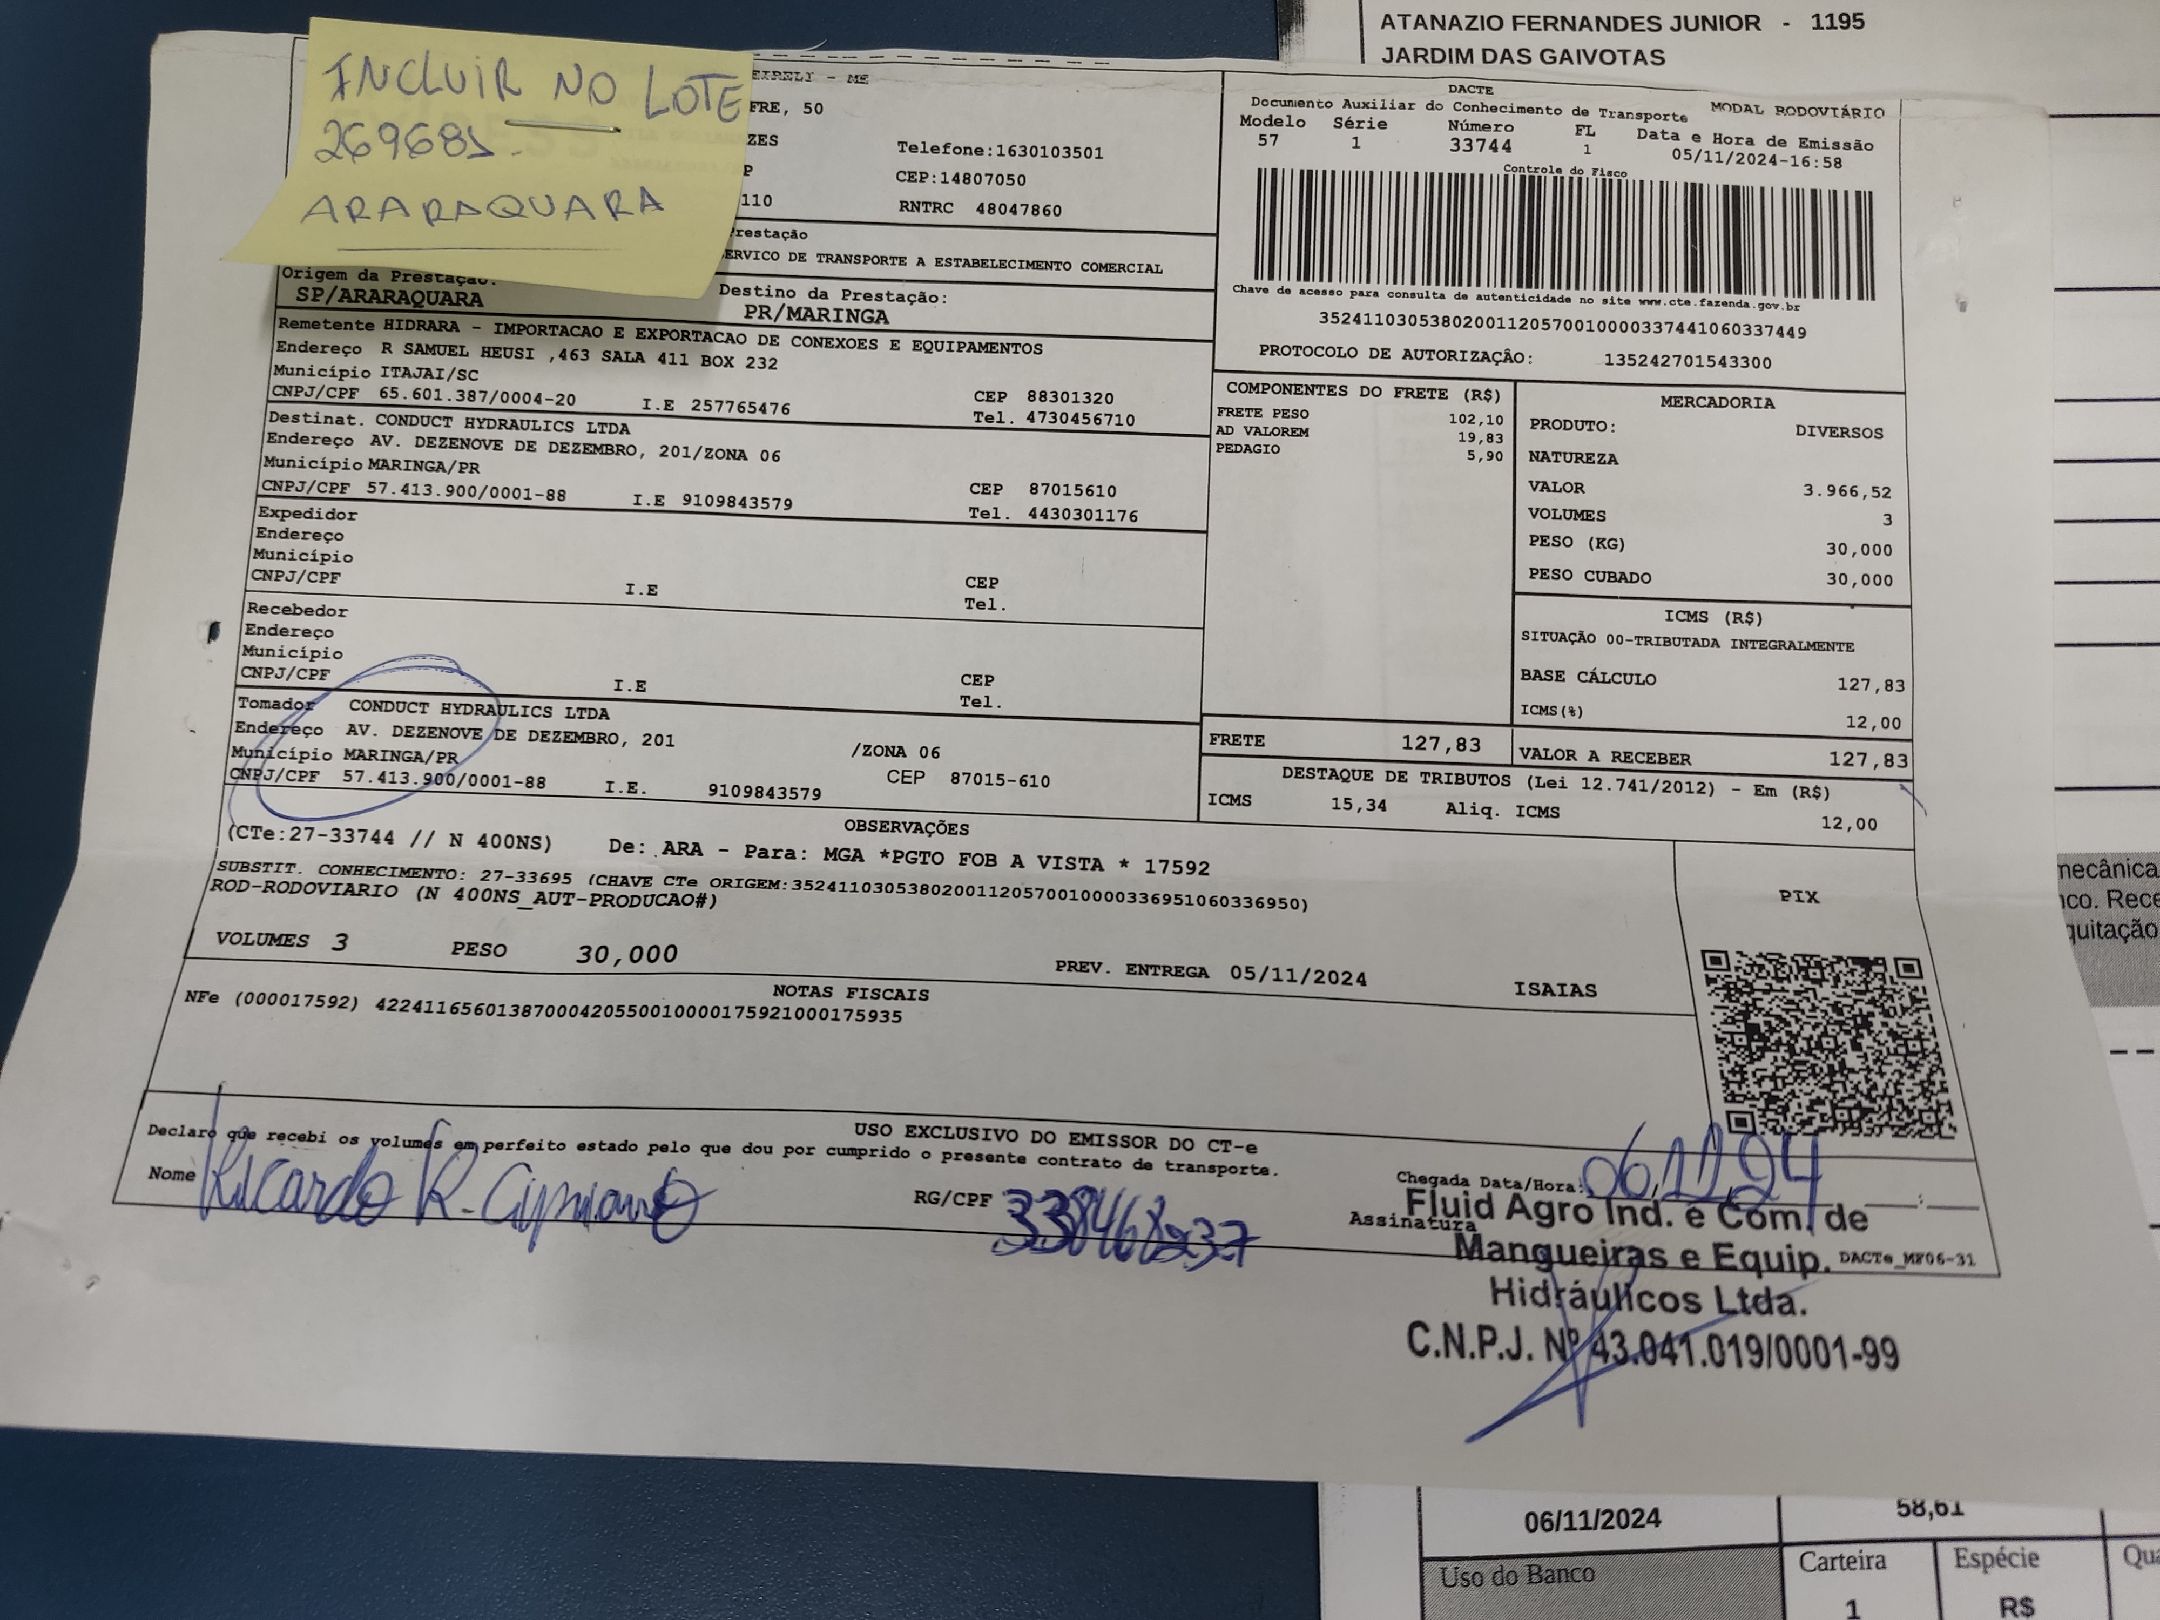 INCLUIR NO LOTE
ARARAQUARA
EIRELI - ME
FRE, 50
ZES
Telefone:1630103501
P
CEP:14807050
110
RNTRC 48047860
Prestação
ERVICO DE TRANSPORTE A ESTABELECIMENTO COMERCIAL
Origem da Prestação:
SP/ARARAQUARA
Destino da Prestação:
PR/MARINGA
Remetente HIDRARA - IMPORTACAO E EXPORTACAO DE CONEXOES E EQUIPAMENTOS
Endereço R SAMUEL HEUSI ,463 SALA 411 BOX 232
Município ITAJAI/SC
CEP 88301320
CNPJ/CPF 65.601.387/0004-20 I.E 257765476 Tel. 4730456710
Destinat. CONDUCT HYDRAULICS LTDA
Endereço AV. DEZENOVE DE DEZEMBRO, 201/ZONA 06
Município MARINGA/PR
CEP 87015610
CNPJ/CPF 57.413.900/0001-88 I.E 9109843579 Tel. 4430301176
Expedidor
Endereço
Município
CEP
CNPJ/CPF I.E Tel.
Recebedor
Endereço
Município
CEP
CNPJ/CPF I.E Tel.
Tomador CONDUCT HYDRAULICS LTDA
Endereço AV. DEZENOVE DE DEZEMBRO, 201 /ZONA 06
Município MARINGA/PR
CEP 87015-610
CNPJ/CPF 57.413.900/0001-88 I.E. 9109843579
DACTE
Documento Auxiliar do Conhecimento de Transporte MODAL RODOVIÁRIO
Modelo Série Número FL Data e Hora de Emissão
57 1 33744 1 05/11/2024-16:58
Controle do Fisco
Chave de acesso para consulta de autenticidade no site www.cte.fazenda.gov.br
35241103053802001120570010000337441060337449
PROTOCOLO DE AUTORIZAÇÃO: 135242701543300
COMPONENTES DO FRETE (R$)
FRETE PESO 102,10
AD VALOREM 19,83
PEDAGIO 5,90
MERCADORIA
PRODUTO: DIVERSOS
NATUREZA
VALOR 3.966,52
VOLUMES 3
PESO (KG) 30,000
PESO CUBADO 30,000
ICMS (R$)
SITUAÇÃO 00-TRIBUTADA INTEGRALMENTE
BASE CÁLCULO 127,83
ICMS(%) 12,00
FRETE 127,83
VALOR A RECEBER 127,83
DESTAQUE DE TRIBUTOS (Lei 12.741/2012) - Em (R$)
ICMS 15,34 Aliq. ICMS 12,00
OBSERVAÇÕES
(CTe:27-33744 // N 400NS) De: ARA - Para: MGA *PGTO FOB A VISTA * 17592
SUBSTIT. CONHECIMENTO: 27-33695 (CHAVE CTe ORIGEM:35241103053802001120570010000336951060336950)
ROD-RODOVIARIO (N 400NS_AUT-PRODUCAO#)
VOLUMES 3 PESO 30,000 PREV. ENTREGA 05/11/2024 ISAIAS
PIX
NOTAS FISCAIS
NFe (000017592) 42241165601387000420550010000175921000175935
USO EXCLUSIVO DO EMISSOR DO CT-e
Declaro que recebi os volumes em perfeito estado pelo que dou por cumprido o presente contrato de transporte.
Nome Ricardo R. Cipriano
RG/CPF
Chegada Data/Hora: 06,11,24 :
Assinatura
DACTe_MF06-31
Fluid Agro Ind. e Com. de
Mangueiras e Equip.
Hidráulicos Ltda.
C.N.P.J. Nº 43.041.019/0001-99
ATANAZIO FERNANDES JUNIOR - 1195
JARDIM DAS GAIVOTAS
mecânica
nco. Rece
quitação
06/11/2024 58,61
Uso do Banco Carteira Espécie Qua
1 R$